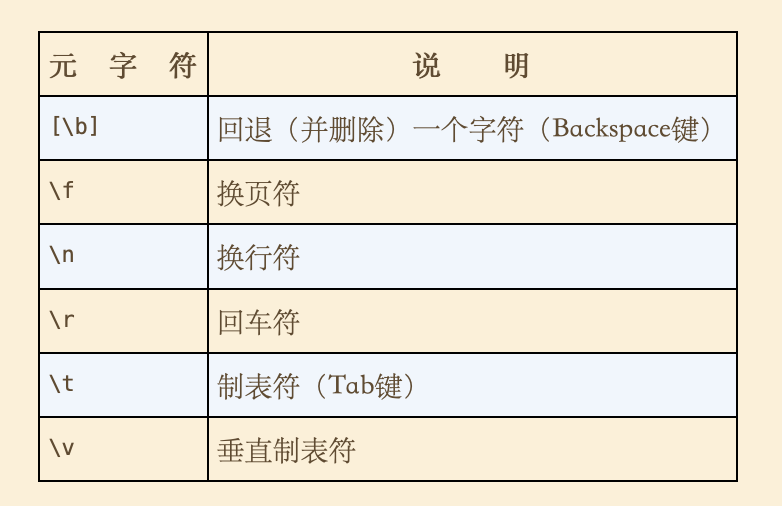 元 字 符 说 明
[\b] 回退（并删除）一个字符（Backspace键）
\f 换页符
\n 换行符
\r 回车符
\t 制表符（Tab键）
\v 垂直制表符